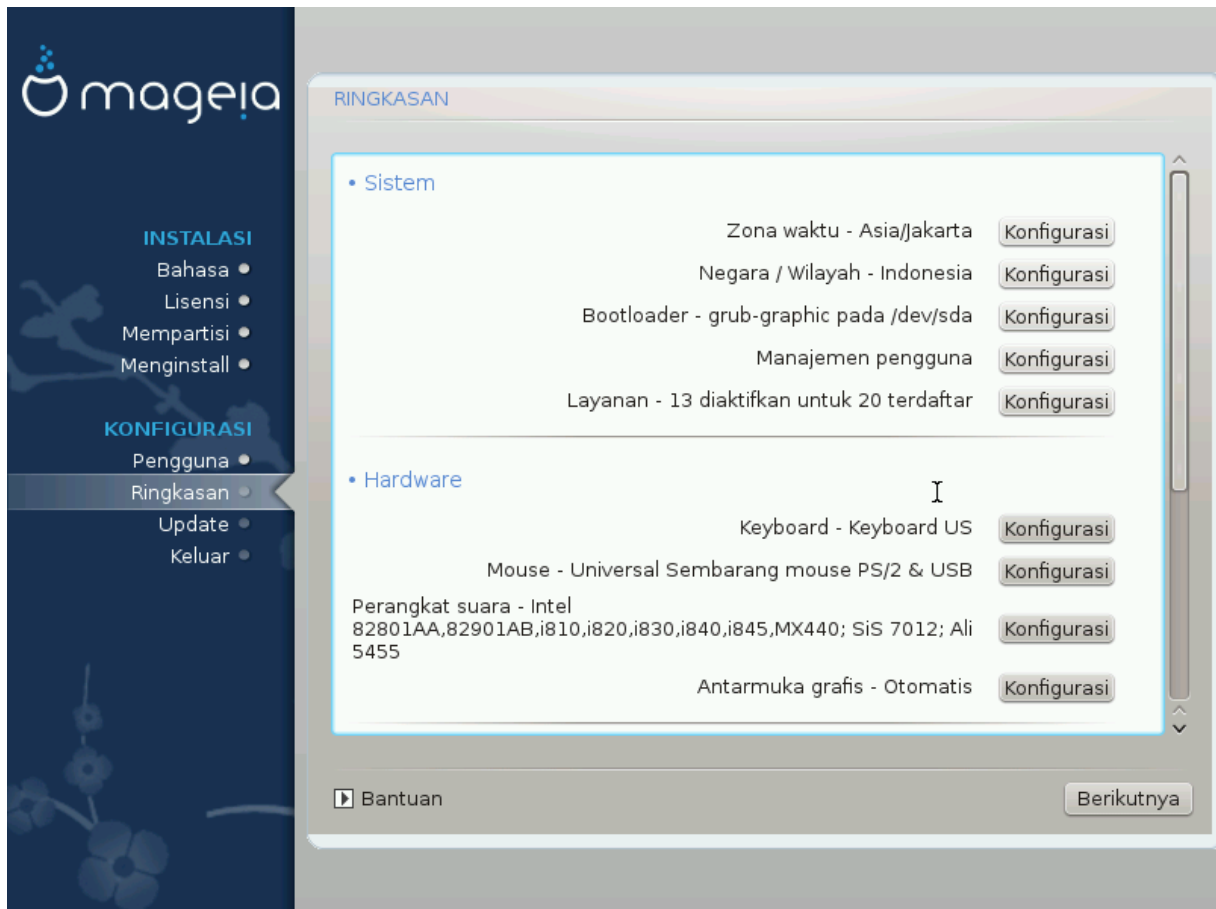 mageia
INSTALASI
Bahasa
Lisensi
Mempartisi
Menginstall
KONFIGURASI
Pengguna
Ringkasan
Update
Keluar
RINGKASAN
• Sistem
Zona waktu - Asia/Jakarta Konfigurasi
Negara / Wilayah - Indonesia Konfigurasi
Bootloader - grub-graphic pada /dev/sda Konfigurasi
Manajemen pengguna Konfigurasi
Layanan - 13 diaktifkan untuk 20 terdaftar Konfigurasi
• Hardware
Keyboard - Keyboard US Konfigurasi
Mouse - Universal Sembarang mouse PS/2 & USB Konfigurasi
Perangkat suara - Intel
82801AA,82901AB,i810,i820,i830,i840,i845,MX440; SiS 7012; Ali Konfigurasi
5455
Antarmuka grafis - Otomatis Konfigurasi
Bantuan Berikutnya